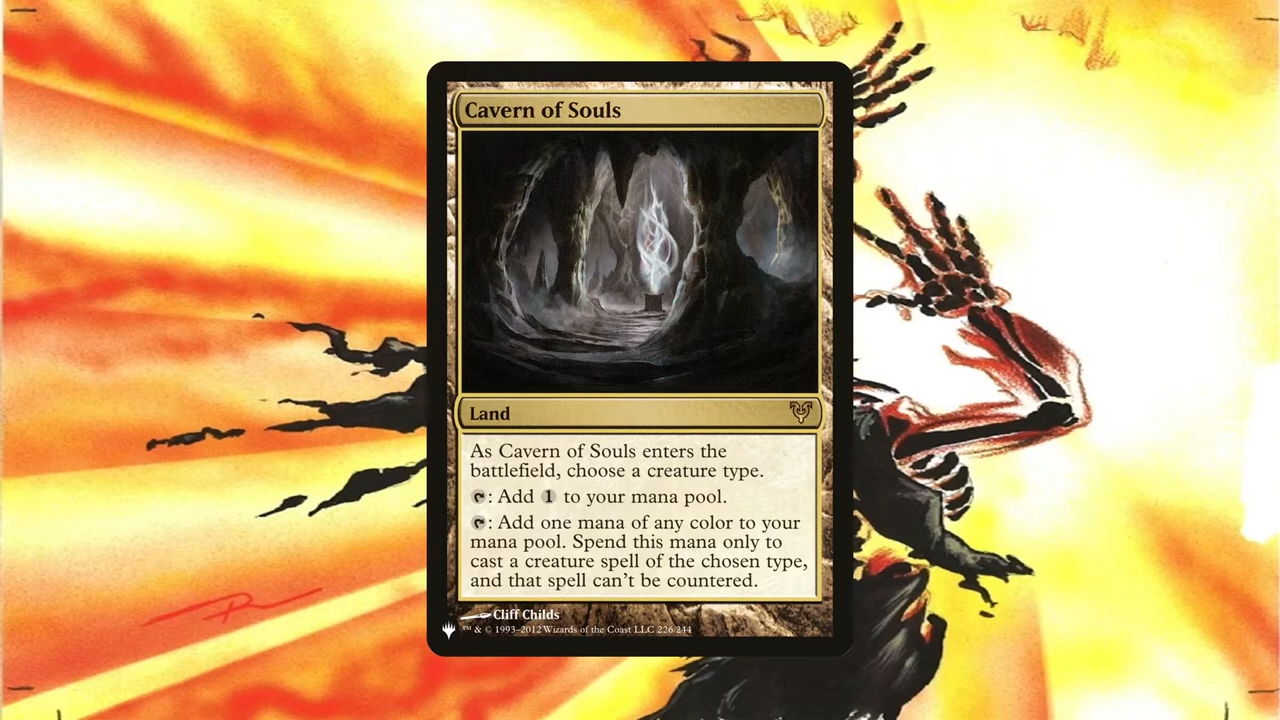 Cavern of Souls
Land
As Cavern of Souls enters the
battlefield, choose a creature type.
: Add 1 to your mana pool.
: Add one mana of any color to your
mana pool. Spend this mana only to
cast a creature spell of the chosen type,
and that spell can't be countered.
Cliff Childs
™ & © 1993–2012 Wizards of the Coast LLC 226/244